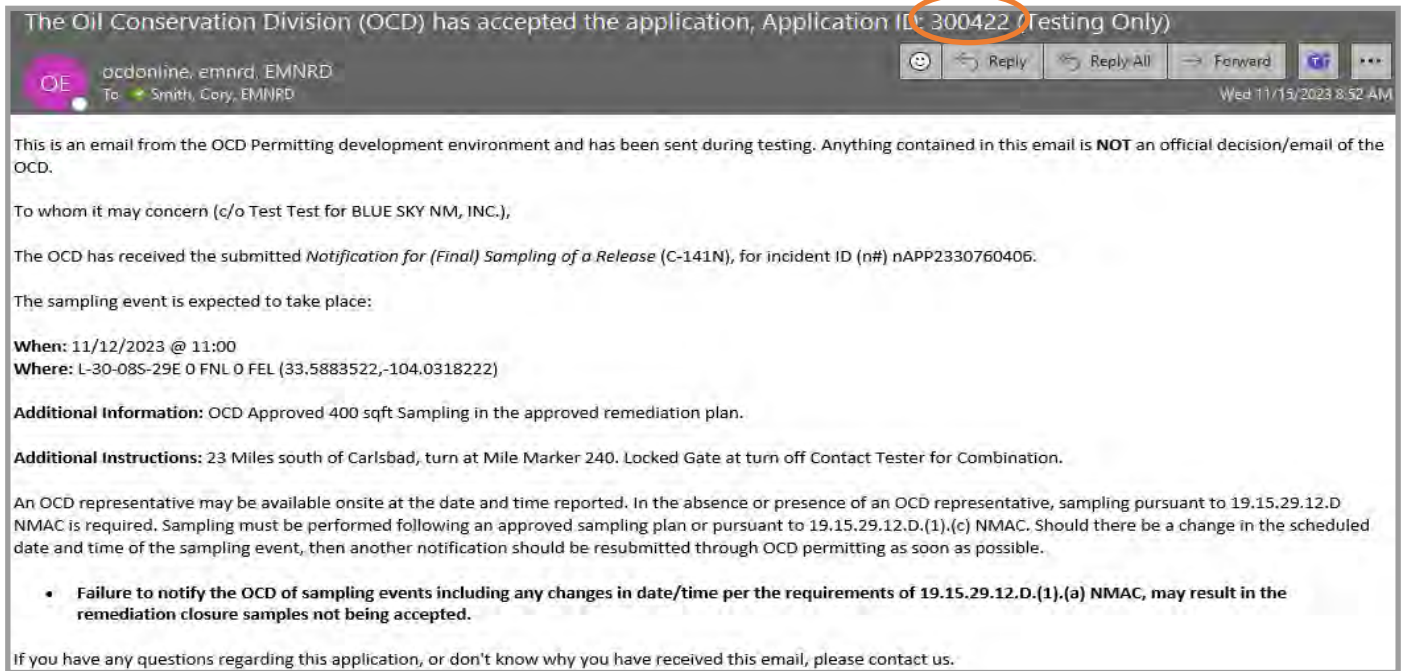 The Oil Conservation Division (OCD) has accepted the application, Application ID: 300422 (Testing Only)
OE
ocdonline, emnrd, EMNRD
To Smith, Cory, EMNRD
Reply
Reply All
Forward
Wed 11/15/2023 8:52 AM
This is an email from the OCD Permitting development environment and has been sent during testing. Anything contained in this email is NOT an official decision/email of the
OCD.
To whom it may concern (c/o Test Test for BLUE SKY NM, INC.),
The OCD has received the submitted Notification for (Final) Sampling of a Release (C-141N), for incident ID (n#) nAPP2330760406.
The sampling event is expected to take place:
When: 11/12/2023 @ 11:00
Where: L-30-08S-29E 0 FNL 0 FEL (33.5883522,-104.0318222)
Additional Information: OCD Approved 400 sqft Sampling in the approved remediation plan.
Additional Instructions: 23 Miles south of Carlsbad, turn at Mile Marker 240. Locked Gate at turn off Contact Tester for Combination.
An OCD representative may be available onsite at the date and time reported. In the absence or presence of an OCD representative, sampling pursuant to 19.15.29.12.D
NMAC is required. Sampling must be performed following an approved sampling plan or pursuant to 19.15.29.12.D.(1).(c) NMAC. Should there be a change in the scheduled
date and time of the sampling event, then another notification should be resubmitted through OCD permitting as soon as possible.
• Failure to notify the OCD of sampling events including any changes in date/time per the requirements of 19.15.29.12.D.(1).(a) NMAC, may result in the
remediation closure samples not being accepted.
If you have any questions regarding this application, or don't know why you have received this email, please contact us.